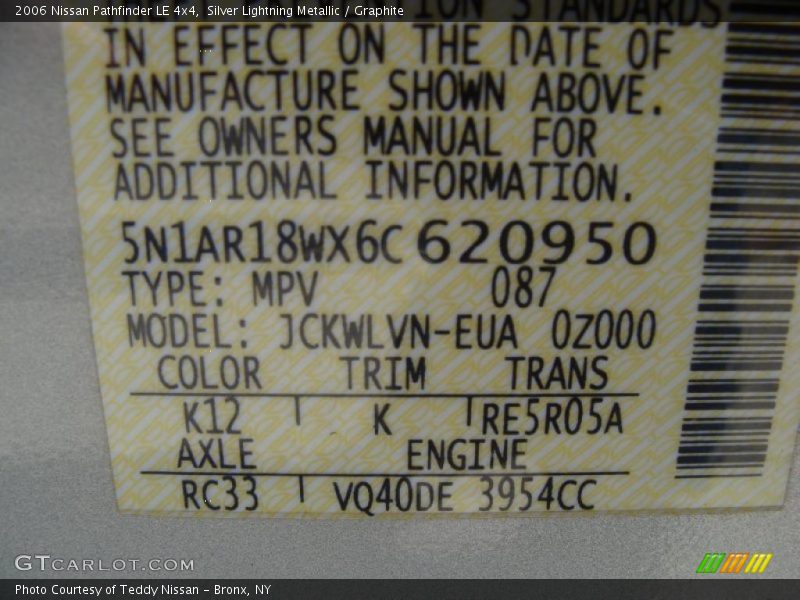 2006 Nissan Pathfinder LE 4x4, Silver Lightning Metallic / Graphite
STANDARDS
IN EFFECT ON THE DATE OF
MANUFACTURE SHOWN ABOVE.
SEE OWNERS MANUAL FOR
ADDITIONAL INFORMATION.
5N1AR18WX6C620950
TYPE: MPV 087
MODEL: JCKWLVN-EUA 0Z000
COLOR TRIM TRANS
K12 K RE5R05A
AXLE ENGINE
RC33 VQ40DE 3954CC
GTCARLOT.COM
Photo Courtesy of Teddy Nissan - Bronx, NY